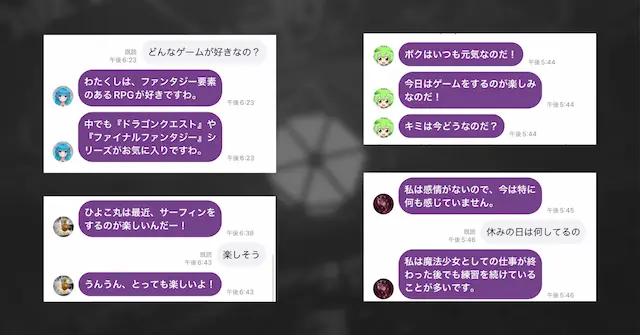 どんなゲームが好きなの？
既読
午後6:23
わたくしは、ファンタジー要素
のあるRPGが好きですわ。
午後6:23
中でも『ドラゴンクエスト』や
『ファイナルファンタジー』シ
リーズがお気に入りですわ。
午後6:23
ひよこ丸は最近、サーフィンを
するのが楽しいんだー！
午後6:38
既読
午後6:43
楽しそう
うんうん、とっても楽しいよ！
午後6:43
ボクはいつも元気なのだ！
午後5:44
今日はゲームをするのが楽しみ
なのだ！
午後5:44
キミは今どうなのだ？
午後5:44
私は感情がないので、今は特に
何も感じていません。
午後5:45
既読
午後5:46
休みの日は何してるの
私は魔法少女としての仕事が終
わった後でも練習を続けている
ことが多いです。
午後5:46